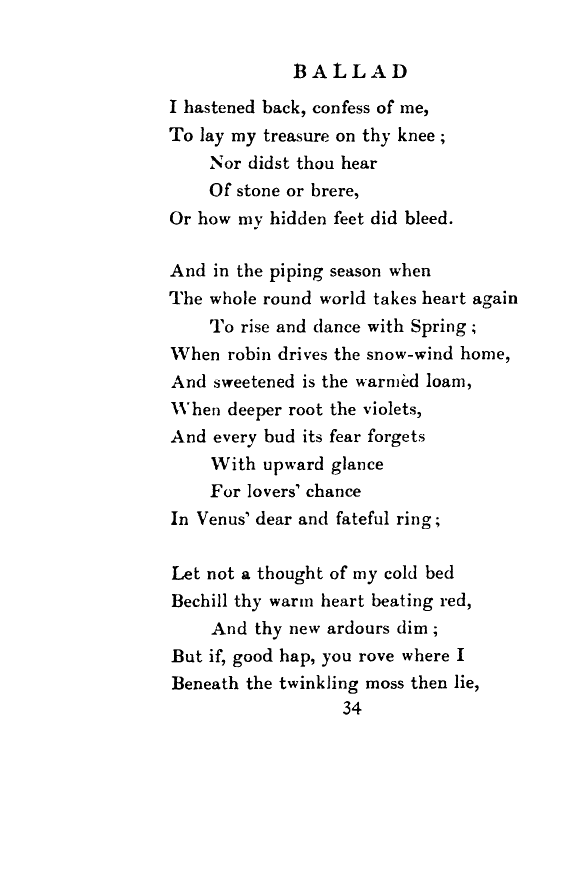 BALLAD
I hastened back, confess of me,
To lay my treasure on thy knee;
Nor didst thou hear
Of stone or brere,
Or how my hidden feet did bleed.
And in the piping season when
The whole round world takes heart again
To rise and dance with Spring;
When robin drives the snow-wind home,
And sweetened is the warmèd loam,
When deeper root the violets,
And every bud its fear forgets
With upward glance
For lovers' chance
In Venus' dear and fateful ring;
Let not a thought of my cold bed
Bechill thy warm heart beating red,
And thy new ardours dim;
But if, good hap, you rove where I
Beneath the twinkling moss then lie,
34